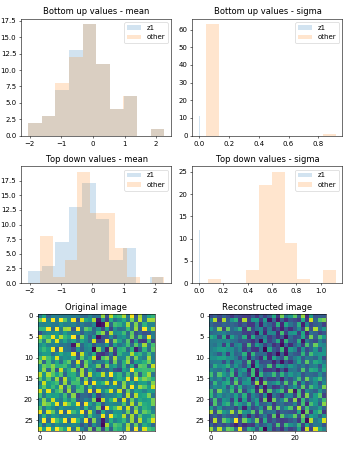 Bottom up values - mean
Bottom up values - sigma
17.5
15.0
12.5
10.0
7.5
5.0
2.5
0.0
−2 −1 0 1 2
z1
other
60
50
40
30
20
10
0
0.0 0.2 0.4 0.6 0.8
z1
other
Top down values - mean
Top down values - sigma
17.5
15.0
12.5
10.0
7.5
5.0
2.5
0.0
−2 −1 0 1 2
z1
other
25
20
15
10
5
0
0.0 0.2 0.4 0.6 0.8 1.0
z1
other
Original image
Reconstructed image
0
5
10
15
20
25
0 10 20
0
5
10
15
20
25
0 10 20